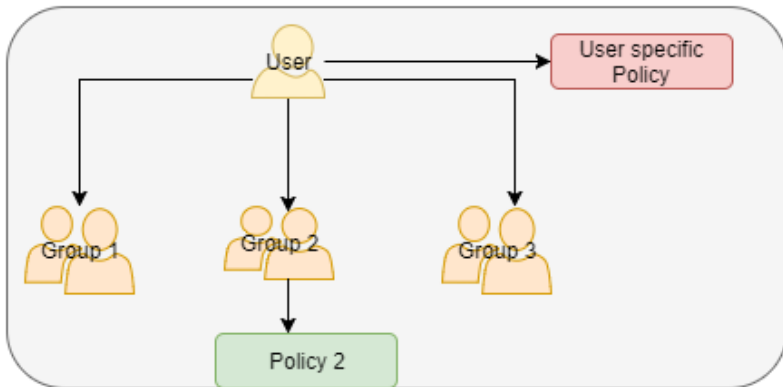 User
User specific
Policy
Group 1
Group 2
Group 3
Policy 2